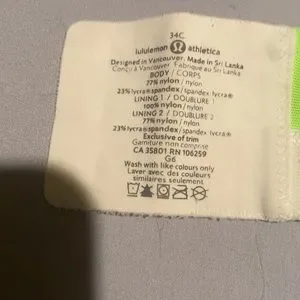 34C
lululemon athletica
Designed in Vancouver. Made in Sri Lanka
Conçu à Vancouver. Fabriqué au Sri Lanka
BODY / CORPS
77% nylon / nylon
23% lycra®spandex / spandex lycra®
LINING 1 / DOUBLURE 1
100% nylon / nylon
LINING 2 / DOUBLURE 2
77% nylon / nylon
23% lycra®spandex / spandex lycra®
Exclusive of trim
Garniture non comprise
CA 35801 RN 106259
G6
Wash with like colours only
Laver avec des couleurs
similaires seulement